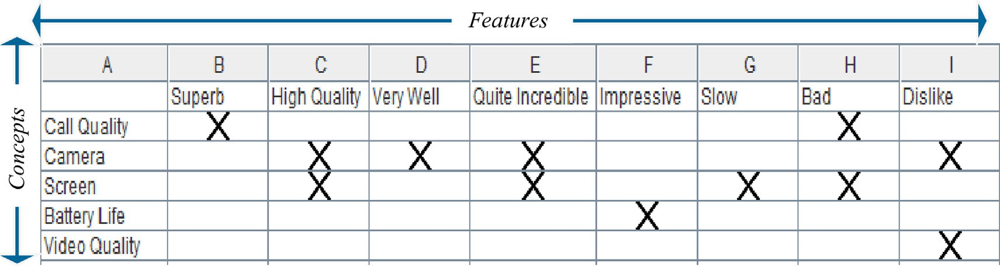 Features
Concepts
A B C D E F G H I
Superb High Quality Very Well Quite Incredible Impressive Slow Bad Dislike
Call Quality X X
Camera X X X X
Screen X X X X
Battery Life X
Video Quality X